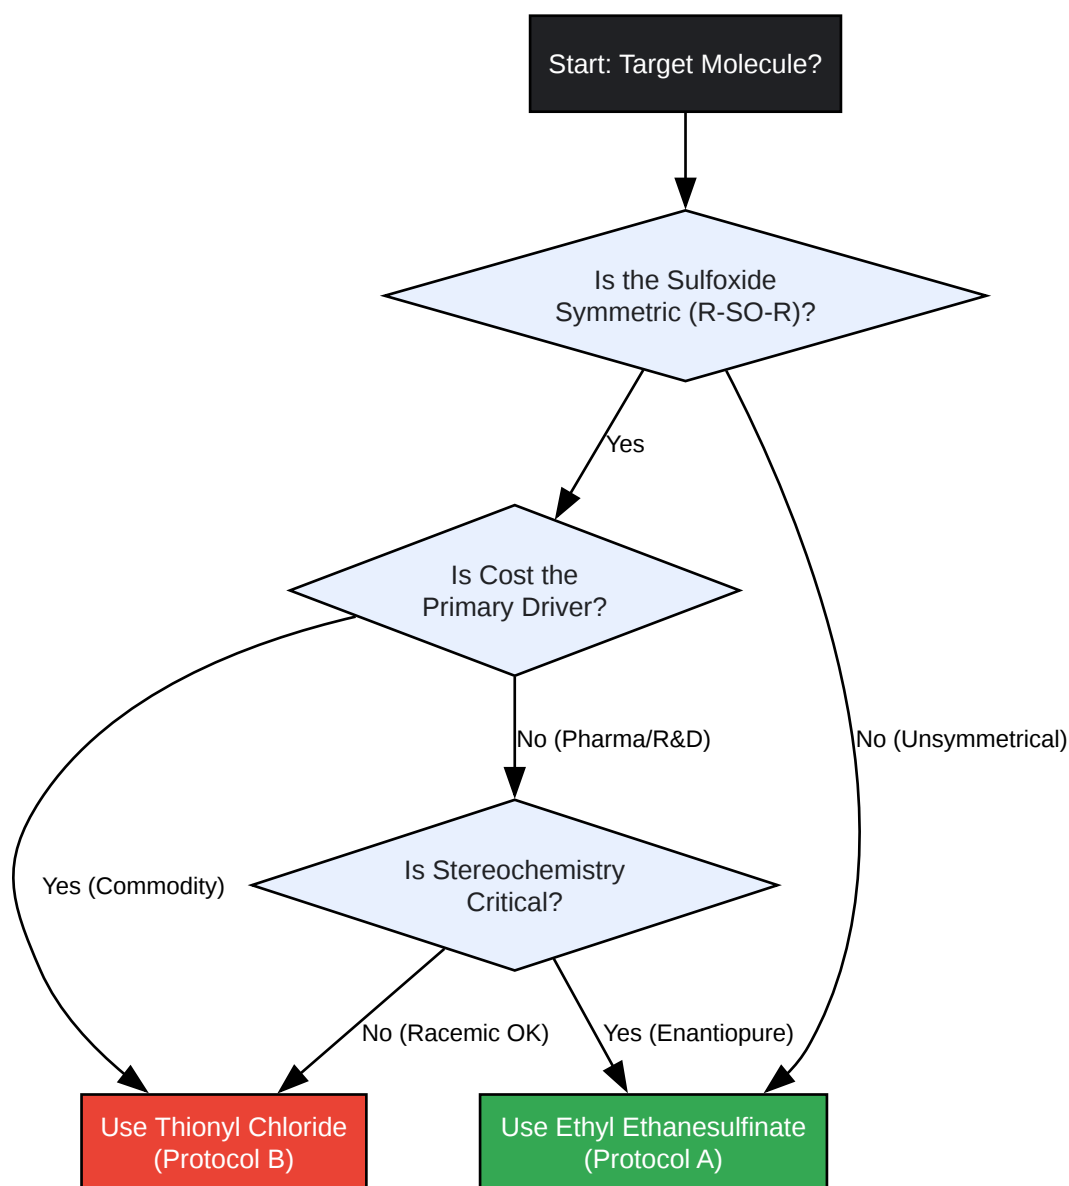 Start: Target Molecule?
Is the Sulfoxide
Symmetric (R-SO-R)?
Yes
Is Cost the
Primary Driver?
No (Pharma/R&D)
No (Unsymmetrical)
Is Stereochemistry
Critical?
Yes (Commodity)
No (Racemic OK)
Yes (Enantiopure)
Use Thionyl Chloride
(Protocol B)
Use Ethyl Ethanesulfinate
(Protocol A)